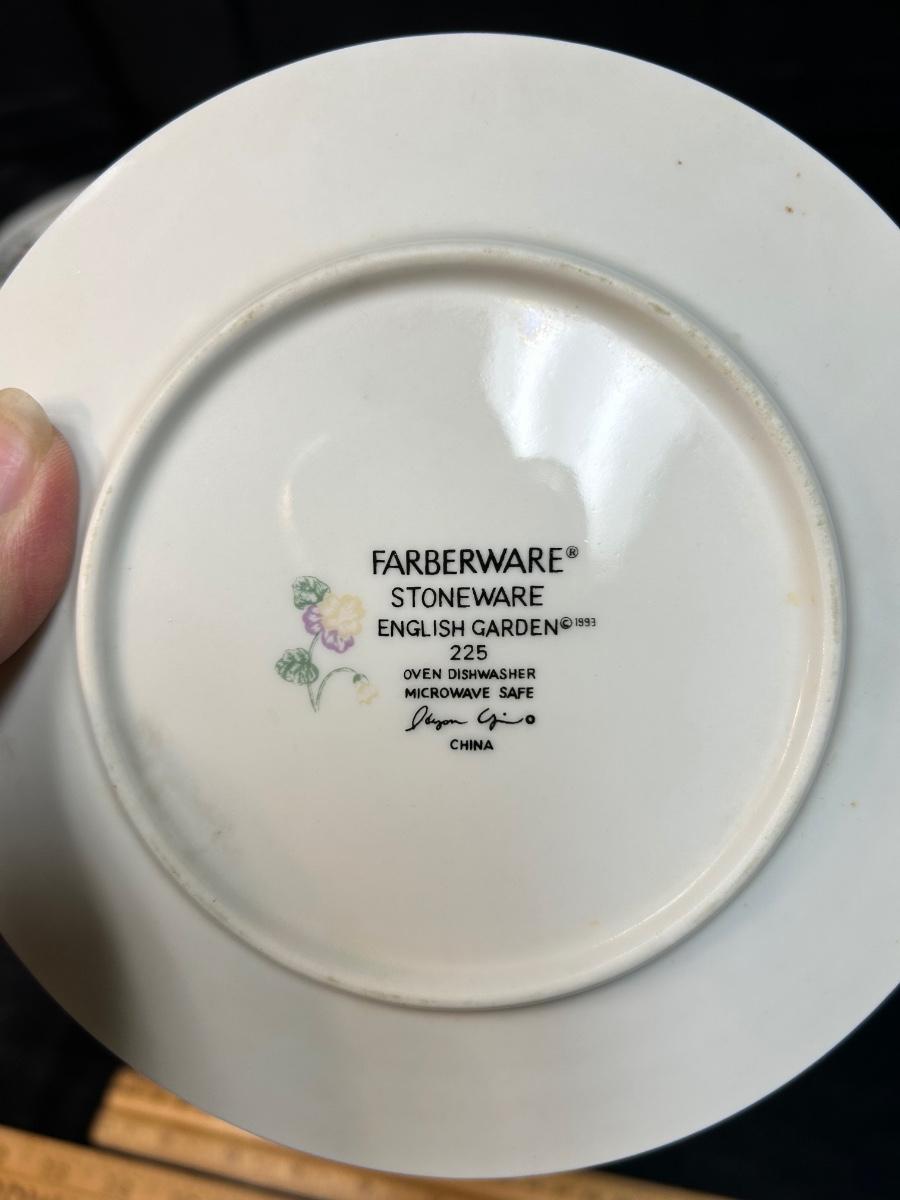 FARBERWARE®
STONEWARE
ENGLISH GARDEN © 1993
225
OVEN DISHWASHER
MICROWAVE SAFE
CHINA